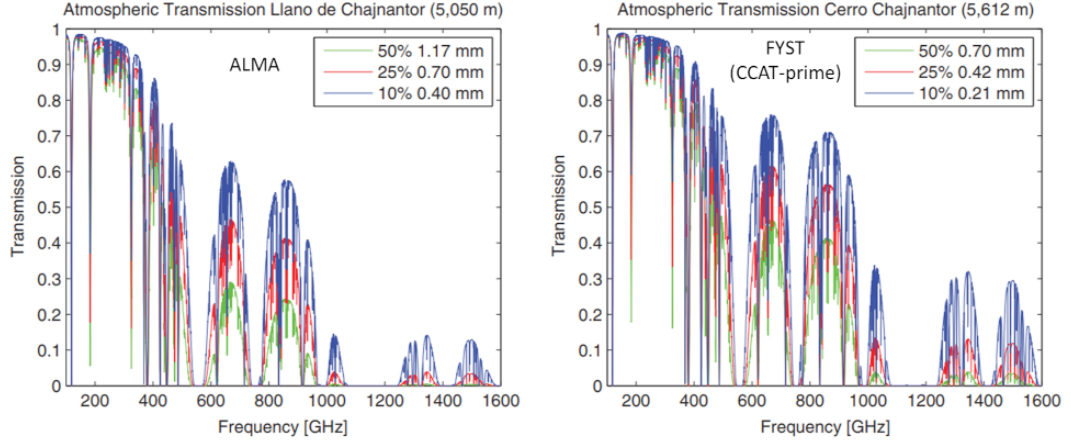 Atmospheric Transmission Llano de Chajnantor (5,050 m)
1
0.9
0.8
0.7
0.6
0.5
0.4
0.3
0.2
0.1
0
Transmission
ALMA
50% 1.17 mm
25% 0.70 mm
10% 0.40 mm
200 400 600 800 1000 1200 1400 1600
Frequency [GHz]
Atmospheric Transmission Cerro Chajnantor (5,612 m)
1
0.9
0.8
0.7
0.6
0.5
0.4
0.3
0.2
0.1
0
Transmission
FYST
(CCAT-prime)
50% 0.70 mm
25% 0.42 mm
10% 0.21 mm
200 400 600 800 1000 1200 1400 1600
Frequency [GHz]